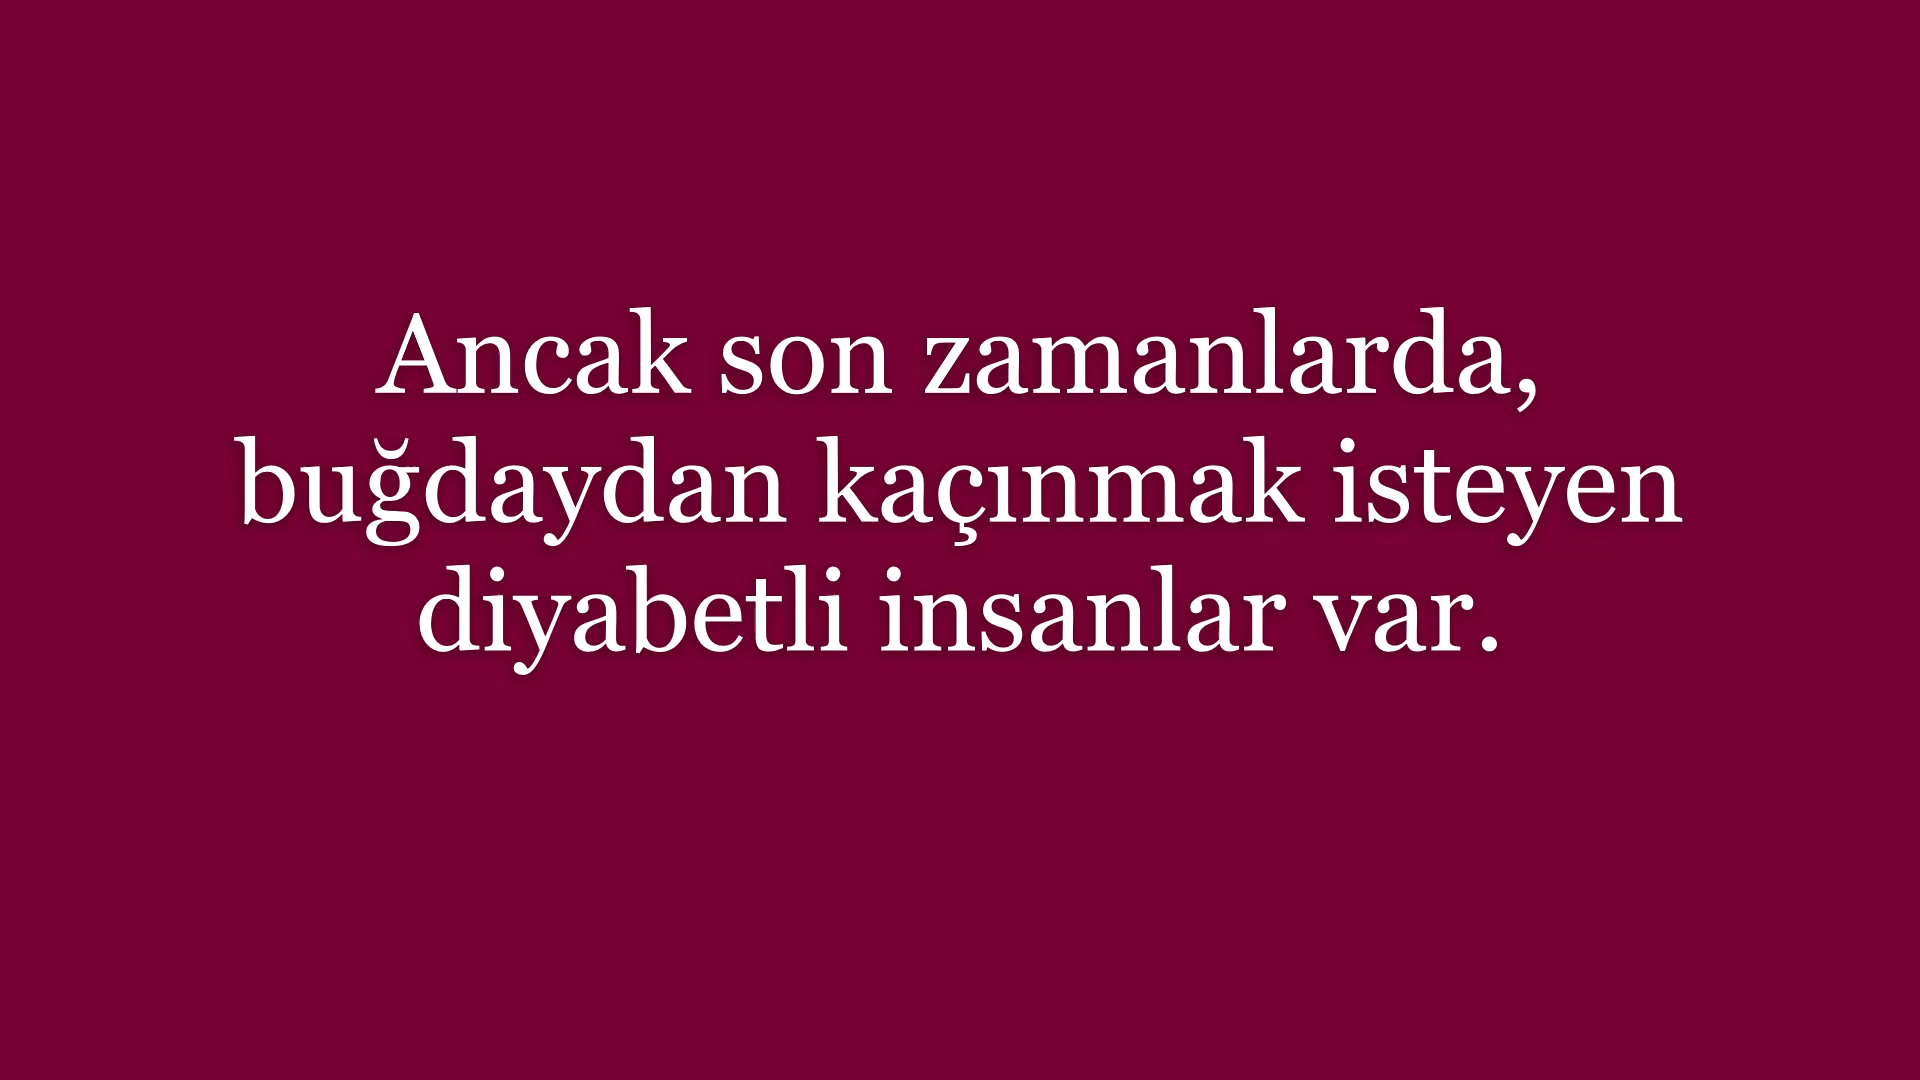 Ancak son zamanlarda,
buğdaydan kaçınmak isteyen
diyabetli insanlar var.